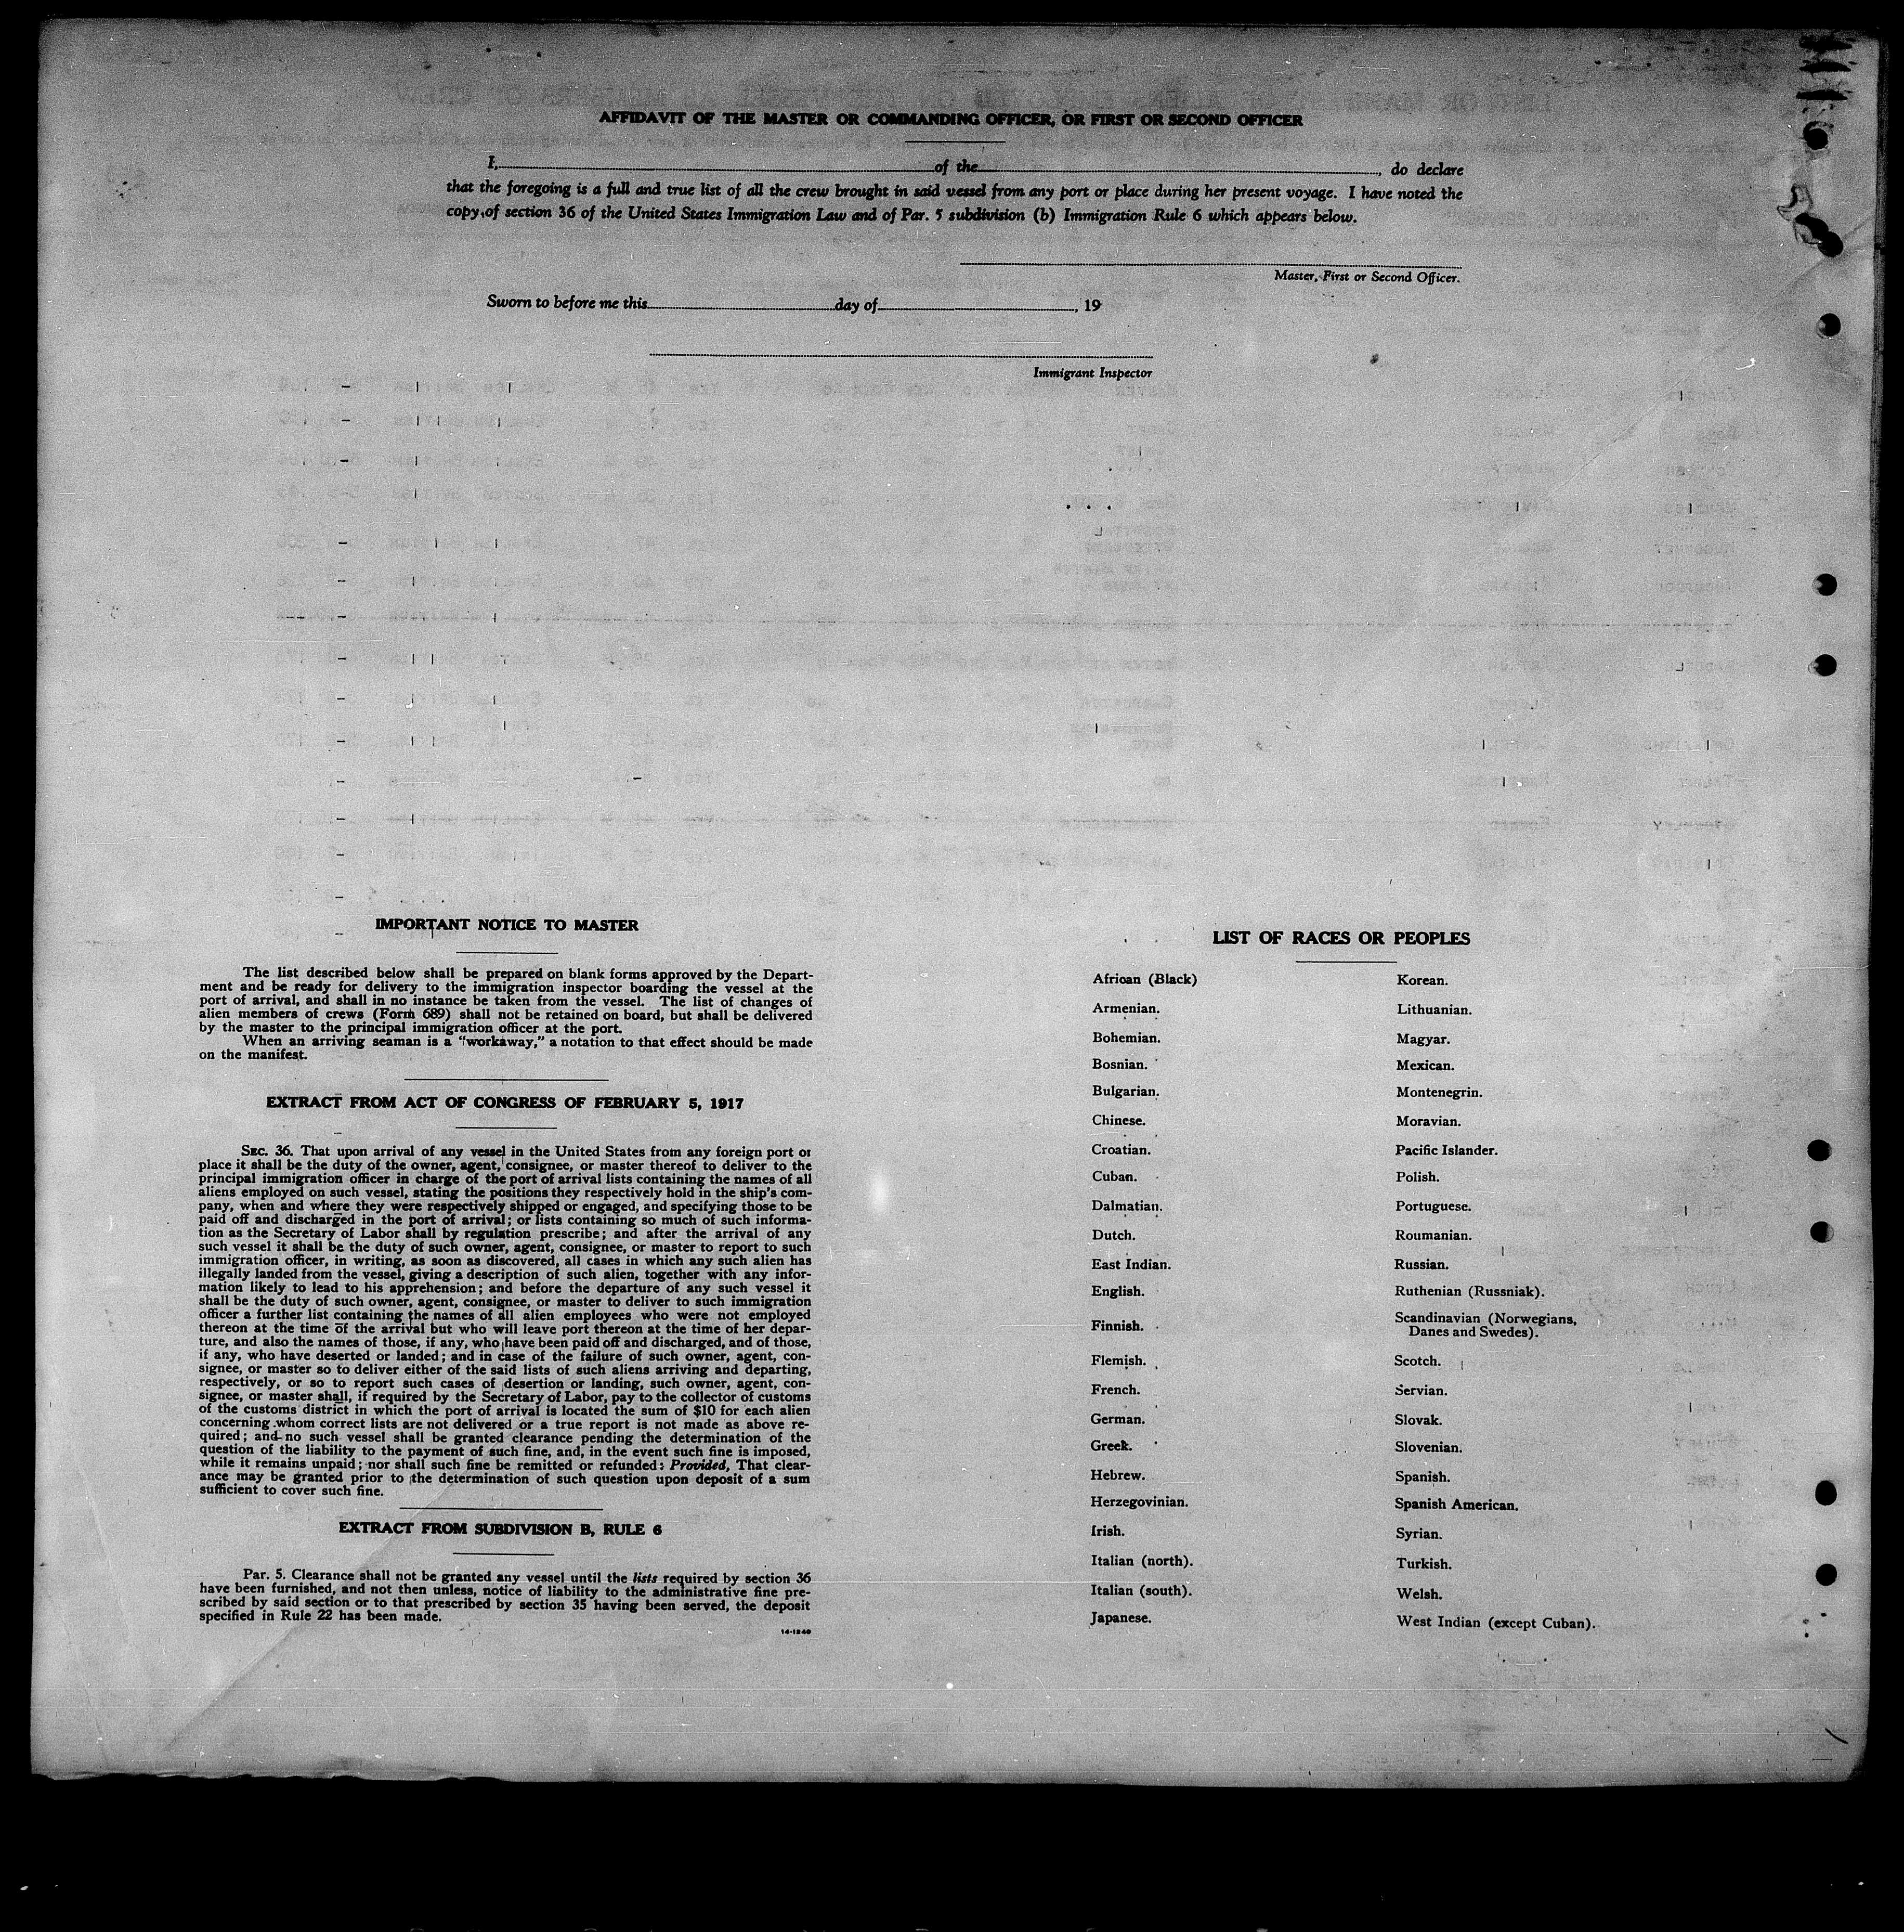 AFFIDAVIT OF THE MASTER OR COMMANDING OFFICER, OR FIRST OR SECOND OFFICER
I, of the , do declare
that the foregoing is a full and true list of all the crew brought in said vessel from any port or place during her present voyage. I have noted the
copy of section 36 of the United States Immigration Law and of Par. 5 subdivision (b) Immigration Rule 6 which appears below.
Master, First or Second Officer.
Sworn to before me this day of , 19
Immigrant Inspector
IMPORTANT NOTICE TO MASTER
The list described below shall be prepared on blank forms approved by the Depart-
ment and be ready for delivery to the immigration inspector boarding the vessel at the
port of arrival, and shall in no instance be taken from the vessel. The list of changes of
alien members of crews (Form 689) shall not be retained on board, but shall be delivered
by the master to the principal immigration officer at the port.
When an arriving seaman is a "workaway," a notation to that effect should be made
on the manifest.
EXTRACT FROM ACT OF CONGRESS OF FEBRUARY 5, 1917
SEC. 36. That upon arrival of any vessel in the United States from any foreign port or
place it shall be the duty of the owner, agent, consignee, or master thereof to deliver to the
principal immigration officer in charge of the port of arrival lists containing the names of all
aliens employed on such vessel, stating the positions they respectively hold in the ship's com-
pany, when and where they were respectively shipped or engaged, and specifying those to be
paid off and discharged in the port of arrival; or lists containing so much of such informa-
tion as the Secretary of Labor shall by regulation prescribe; and after the arrival of any
such vessel it shall be the duty of such owner, agent, consignee, or master to report to such
immigration officer, in writing, as soon as discovered, all cases in which any such alien has
illegally landed from the vessel, giving a description of such alien, together with any infor-
mation likely to lead to his apprehension; and before the departure of any such vessel it
shall be the duty of such owner, agent, consignee, or master to deliver to such immigration
officer a further list containing the names of all alien employees who were not employed
thereon at the time of the arrival but who will leave port thereon at the time of her depar-
ture, and also the names of those, if any, who have been paid off and discharged, and of those,
if any, who have deserted or landed; and in case of the failure of such owner, agent, con-
signee, or master so to deliver either of the said lists of such aliens arriving and departing,
respectively, or so to report such cases of desertion or landing, such owner, agent, con-
signee, or master shall, if required by the Secretary of Labor, pay to the collector of customs
of the customs district in which the port of arrival is located the sum of $10 for each alien
concerning whom correct lists are not delivered or a true report is not made as above re-
quired; and no such vessel shall be granted clearance pending the determination of the
question of the liability to the payment of such fine, and, in the event such fine is imposed,
while it remains unpaid; nor shall such fine be remitted or refunded: Provided, That clear-
ance may be granted prior to the determination of such question upon deposit of a sum
sufficient to cover such fine.
EXTRACT FROM SUBDIVISION B, RULE 6
Par. 5. Clearance shall not be granted any vessel until the lists required by section 36
have been furnished, and not then unless, notice of liability to the administrative fine pre-
scribed by said section or to that prescribed by section 35 having been served, the deposit
specified in Rule 22 has been made.
14-1240
LIST OF RACES OR PEOPLES
African (Black)
Armenian.
Bohemian.
Bosnian.
Bulgarian.
Chinese.
Croatian.
Cuban.
Dalmatian.
Dutch.
East Indian.
English.
Finnish.
Flemish.
French.
German.
Greek.
Hebrew.
Herzegovinian.
Irish.
Italian (north).
Italian (south).
Japanese.
Korean.
Lithuanian.
Magyar.
Mexican.
Montenegrin.
Moravian.
Pacific Islander.
Polish.
Portuguese.
Roumanian.
Russian.
Ruthenian (Russniak).
Scandinavian (Norwegians,
Danes and Swedes).
Scotch.
Servian.
Slovak.
Slovenian.
Spanish.
Spanish American.
Syrian.
Turkish.
Welsh.
West Indian (except Cuban).